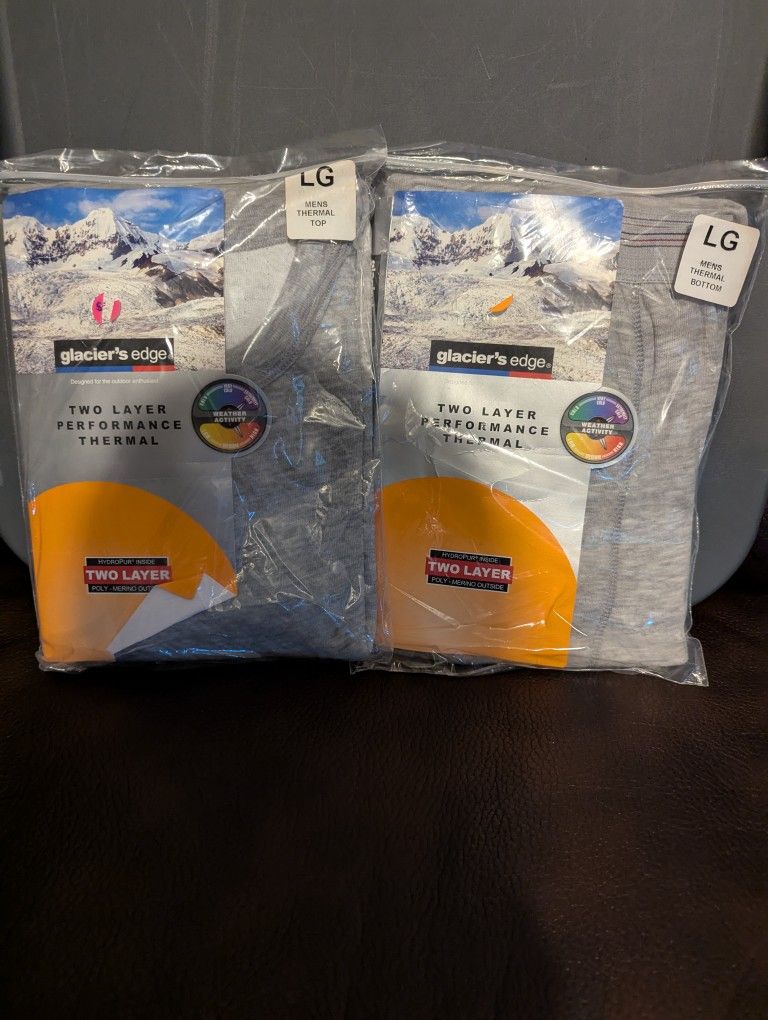 LG
MENS
THERMAL
TOP
glacier's edge®
Designed for the outdoor enthusiast
TWO LAYER
PERFORMANCE
THERMAL
WEATHER
ACTIVITY
HYDROPUR® INSIDE
TWO LAYER
POLY - MERINO OUTSIDE
LG
MENS
THERMAL
BOTTOM
glacier's edge®
TWO LAYER
PERFORMANCE
THERMAL
WEATHER
ACTIVITY
HYDROPUR® INSIDE
TWO LAYER
POLY - MERINO OUTSIDE